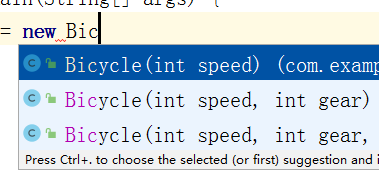 ain(String[] args) {
= new Bic
Bicycle(int speed) (com.examp
Bicycle(int speed, int gear)
Bicycle(int speed, int gear,
Press Ctrl+. to choose the selected (or first) suggestion and i